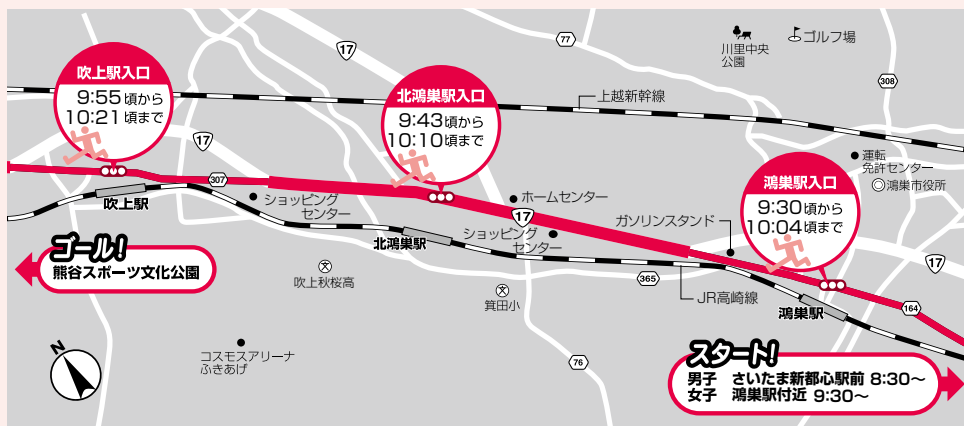 77
17
川里中央
公園
ゴルフ場
308
吹上駅入口
9:55頃から
10:21頃まで
北鴻巣駅入口
9:43頃から
10:10頃まで
上越新幹線
17
運転
免許センター
鴻巣市役所
鴻巣駅入口
9:30頃から
10:04頃まで
307
吹上駅
ショッピング
センター
ホームセンター
17
ガソリンスタンド
ショッピング
センター
北鴻巣駅
17
ゴール!
熊谷スポーツ文化公園
吹上秋桜高
文
箕田小
文
365
JR高崎線
鴻巣駅
164
N
コスモスアリーナ
ふきあげ
76
スタート!
男子 さいたま新都心駅前 8:30〜
女子 鴻巣駅付近 9:30〜